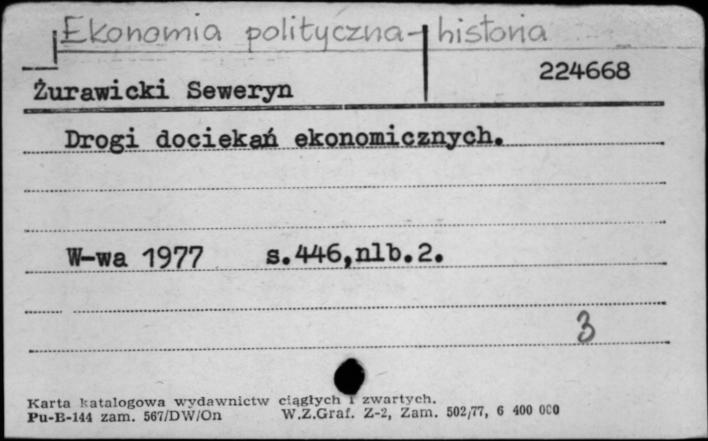 Ekonomia polityczna - historia
224668
Żurawicki Seweryn
Drogi dociekań ekonomicznych.
W-wa 1977 s.446,nlb.2.
3
Karta katalogowa wydawnictw ciągłych i zwartych.
Pu-B-144 zam. 567/DW/On W.Z.Graf. Z-2, Zam. 502/77, 6 400 000